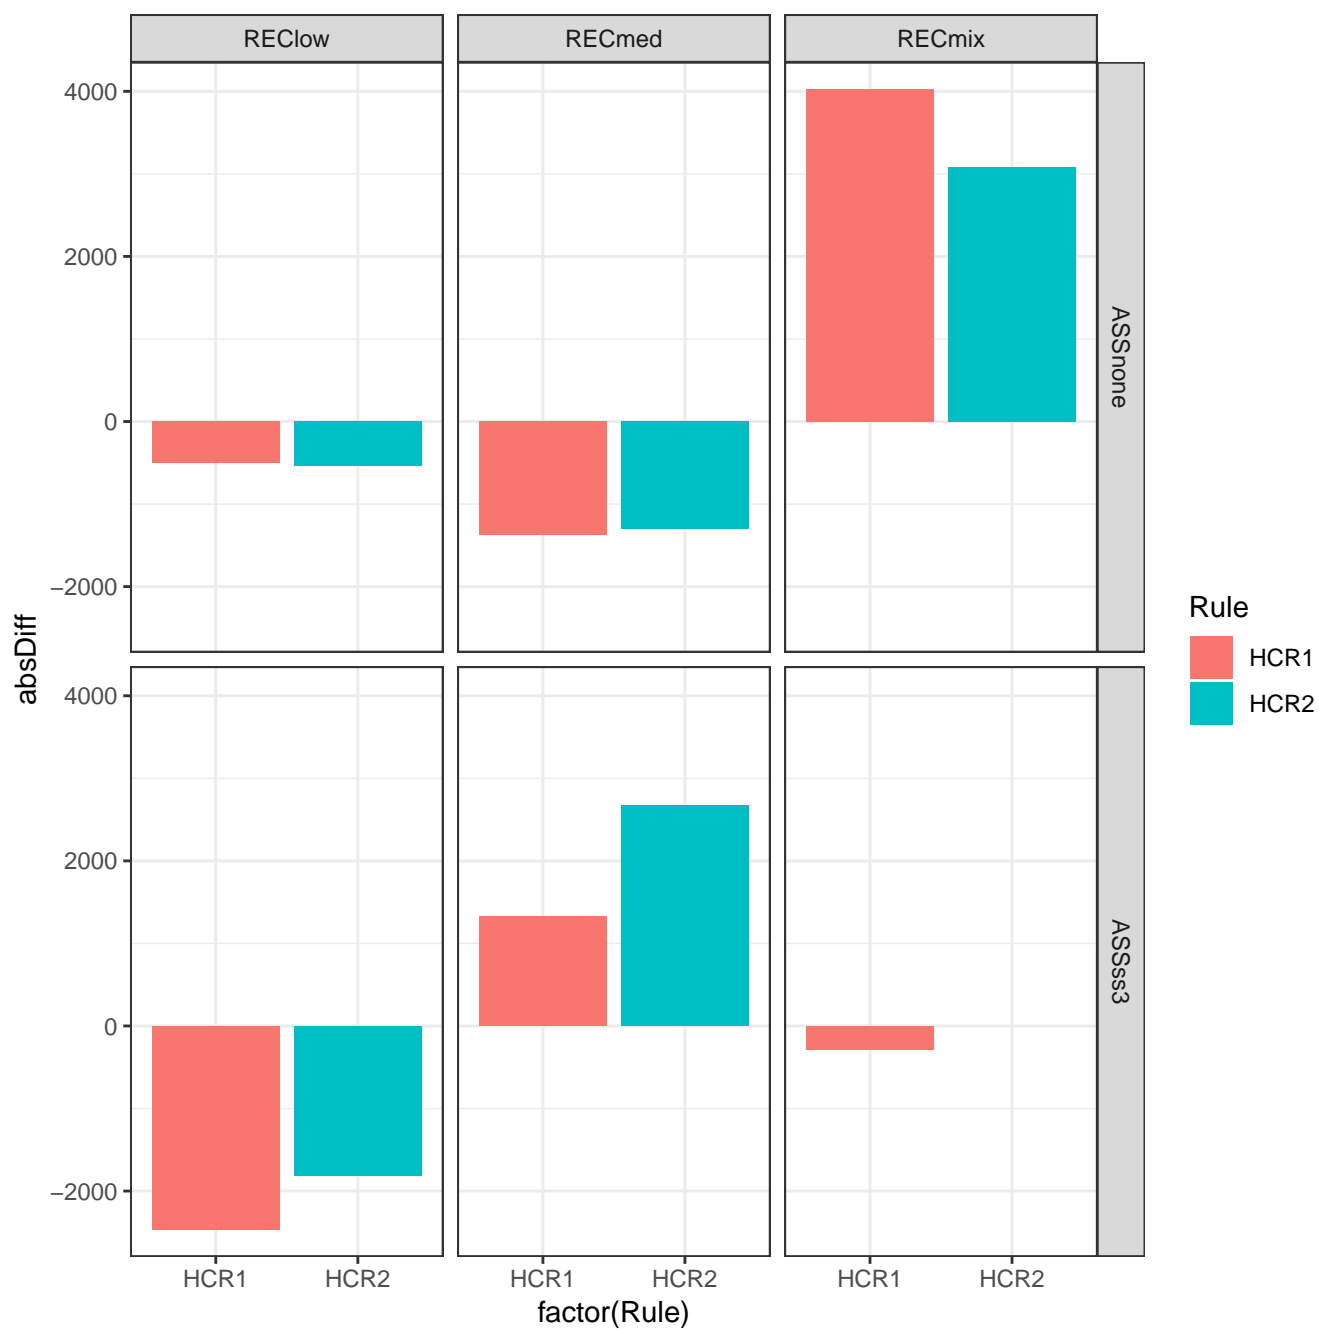 REClow
RECmed
RECmix
4000
2000
0
−2000
ASSnone
4000
2000
0
−2000
ASSss3
absDiff
HCR1
HCR2
HCR1
HCR2
HCR1
HCR2
factor(Rule)
Rule
HCR1
HCR2